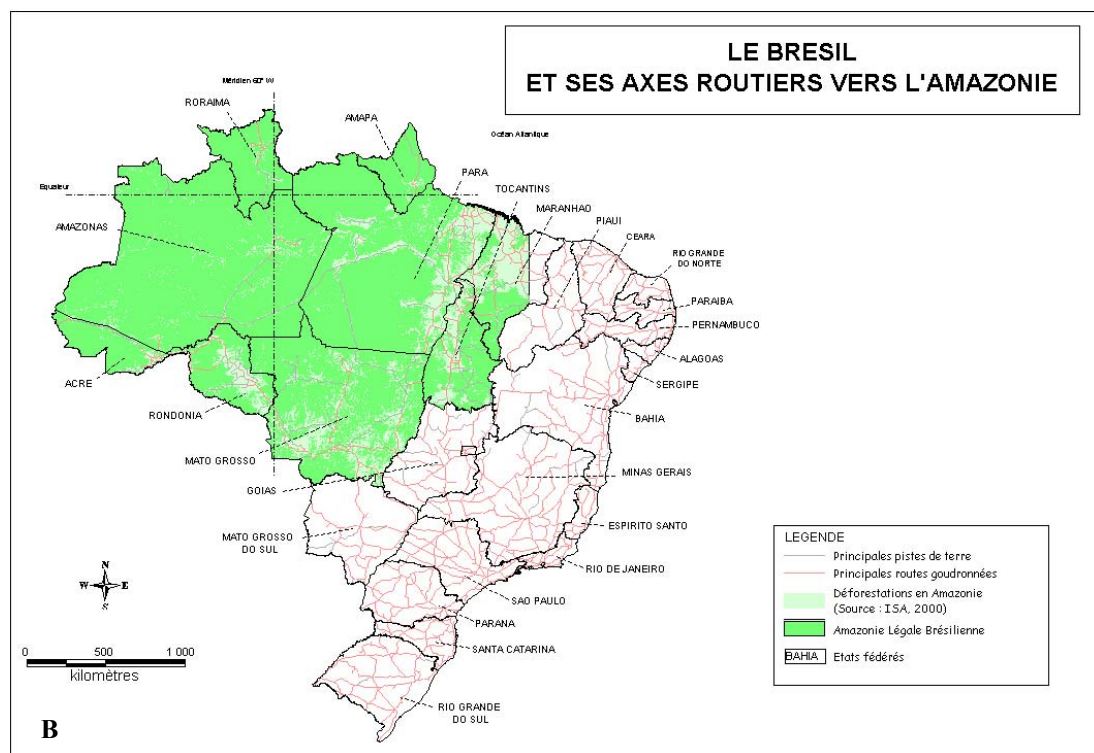 LE BRESIL
ET SES AXES ROUTIERS VERS L'AMAZONIE
Méridien 60° W
RORAIMA
AMAPA
Océan Atlantique
Equateur
PARA
TOCANTINS
MARANHAO
PIAUI
CEARA
RIO GRANDE
DO NORTE
AMAZONAS
PARAIBA
PERNAMBUCO
ALAGOAS
SERGIPE
ACRE
RONDONIA
BAHIA
MATO GROSSO
GOIAS
MINAS GERAIS
MATO GROSSO
DO SUL
ESPIRITO SANTO
RIO DE JANEIRO
SAO PAULO
PARANA
SANTA CATARINA
RIO GRANDE
DO SUL
N
W E
S
0 500 1 000
kilomètres
LEGENDE
Principales pistes de terre
Principales routes goudronnées
Déforestations en Amazonie
(Source : ISA, 2000)
Amazonie Légale Brésilienne
BAHIA Etats fédérés
B